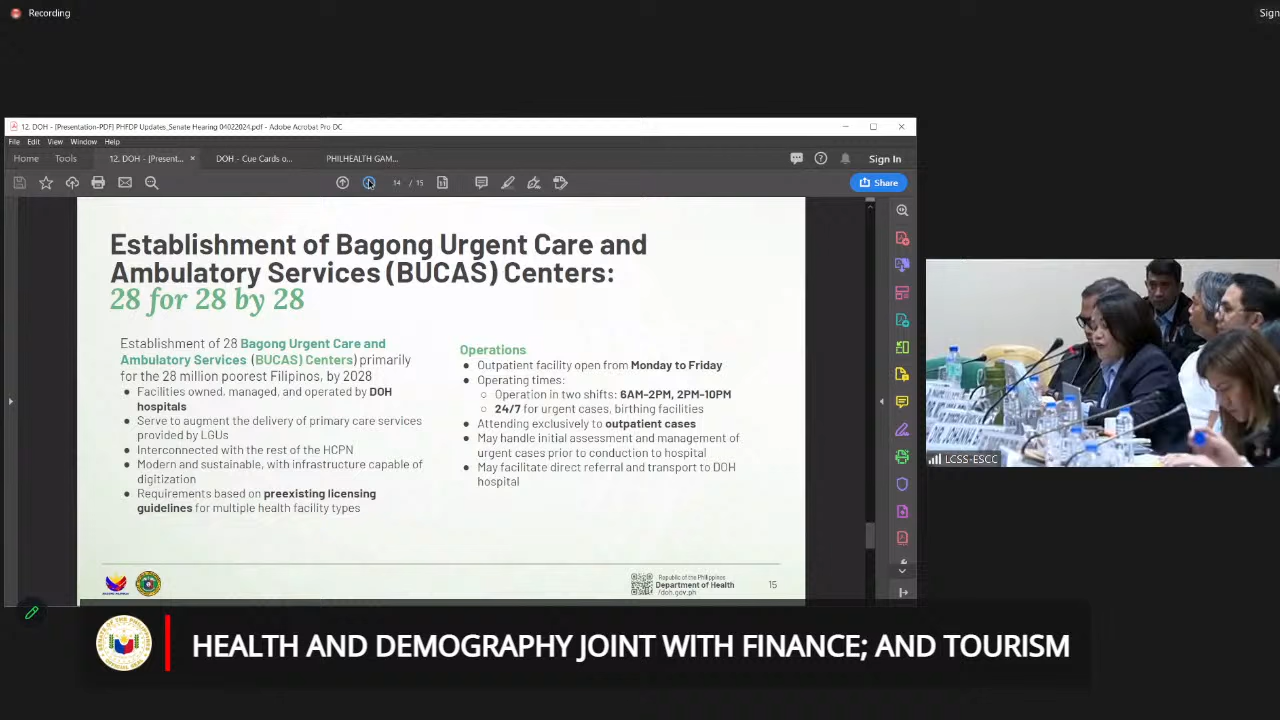 Recording
Sign
12. DOH - [Presentation-PDF] PHFDP Updates_Senate Hearing 04022024.pdf - Adobe Acrobat Pro DC
File Edit View Window Help
Home Tools 12. DOH - [Present... × DOH - Cue Cards o... PHILHEALTH GAM... Sign In
14 / 15 Share
Establishment of Bagong Urgent Care and
Ambulatory Services (BUCAS) Centers:
28 for 28 by 28
Establishment of 28 Bagong Urgent Care and
Ambulatory Services (BUCAS) Centers) primarily
for the 28 million poorest Filipinos, by 2028
● Facilities owned, managed, and operated by DOH
hospitals
● Serve to augment the delivery of primary care services
provided by LGUs
● Interconnected with the rest of the HCPN
● Modern and sustainable, with infrastructure capable of
digitization
● Requirements based on preexisting licensing
guidelines for multiple health facility types
Operations
● Outpatient facility open from Monday to Friday
● Operating times:
○ Operation in two shifts: 6AM-2PM, 2PM-10PM
○ 24/7 for urgent cases, birthing facilities
● Attending exclusively to outpatient cases
● May handle initial assessment and management of
urgent cases prior to conduction to hospital
● May facilitate direct referral and transport to DOH
hospital
Republic of the Philippines
Department of Health
/doh.gov.ph
15
LCSS-ESCC
HEALTH AND DEMOGRAPHY JOINT WITH FINANCE; AND TOURISM